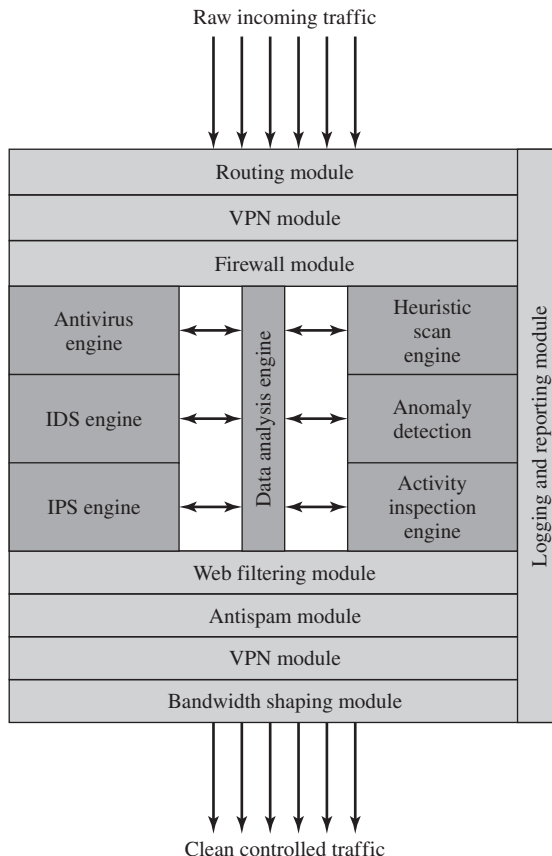 Raw incoming traffic
Routing module
VPN module
Firewall module
Antivirus
engine
Data analysis engine
Heuristic
scan
engine
IDS engine
Anomaly
detection
IPS engine
Activity
inspection
engine
Logging and reporting module
Web filtering module
Antispam module
VPN module
Bandwidth shaping module
Clean controlled traffic